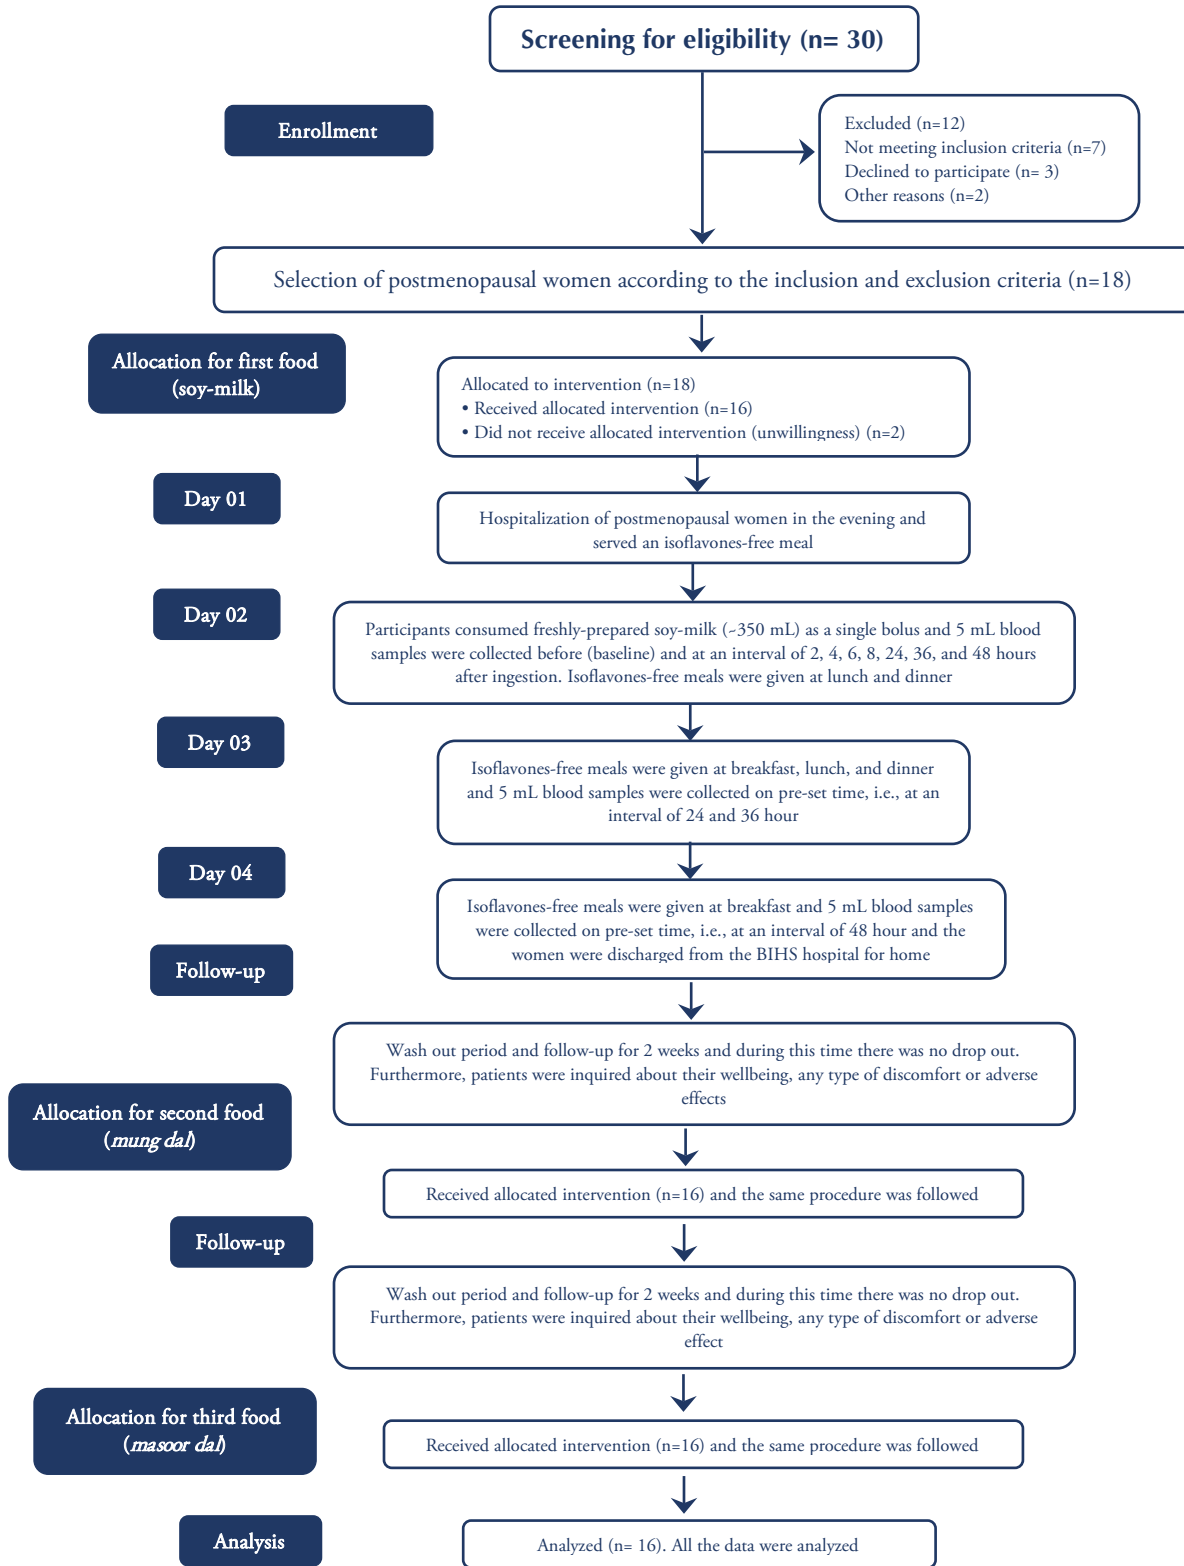 Screening for eligibility (n= 30)
Enrollment
Excluded (n=12)
Not meeting inclusion criteria (n=7)
Declined to participate (n= 3)
Other reasons (n=2)
Selection of postmenopausal women according to the inclusion and exclusion criteria (n=18)
Allocation for first food
(soy-milk)
Allocated to intervention (n=18)
• Received allocated intervention (n=16)
• Did not receive allocated intervention (unwillingness) (n=2)
Day 01
Hospitalization of postmenopausal women in the evening and
served an isoflavones-free meal
Day 02
Participants consumed freshly-prepared soy-milk (~350 mL) as a single bolus and 5 mL blood
samples were collected before (baseline) and at an interval of 2, 4, 6, 8, 24, 36, and 48 hours
after ingestion. Isoflavones-free meals were given at lunch and dinner
Day 03
Isoflavones-free meals were given at breakfast, lunch, and dinner
and 5 mL blood samples were collected on pre-set time, i.e., at an
interval of 24 and 36 hour
Day 04
Isoflavones-free meals were given at breakfast and 5 mL blood samples
were collected on pre-set time, i.e., at an interval of 48 hour and the
women were discharged from the BIHS hospital for home
Follow-up
Wash out period and follow-up for 2 weeks and during this time there was no drop out.
Furthermore, patients were inquired about their wellbeing, any type of discomfort or adverse
effects
Allocation for second food
(mung dal)
Received allocated intervention (n=16) and the same procedure was followed
Follow-up
Wash out period and follow-up for 2 weeks and during this time there was no drop out.
Furthermore, patients were inquired about their wellbeing, any type of discomfort or adverse
effect
Allocation for third food
(masoor dal)
Received allocated intervention (n=16) and the same procedure was followed
Analysis
Analyzed (n= 16). All the data were analyzed